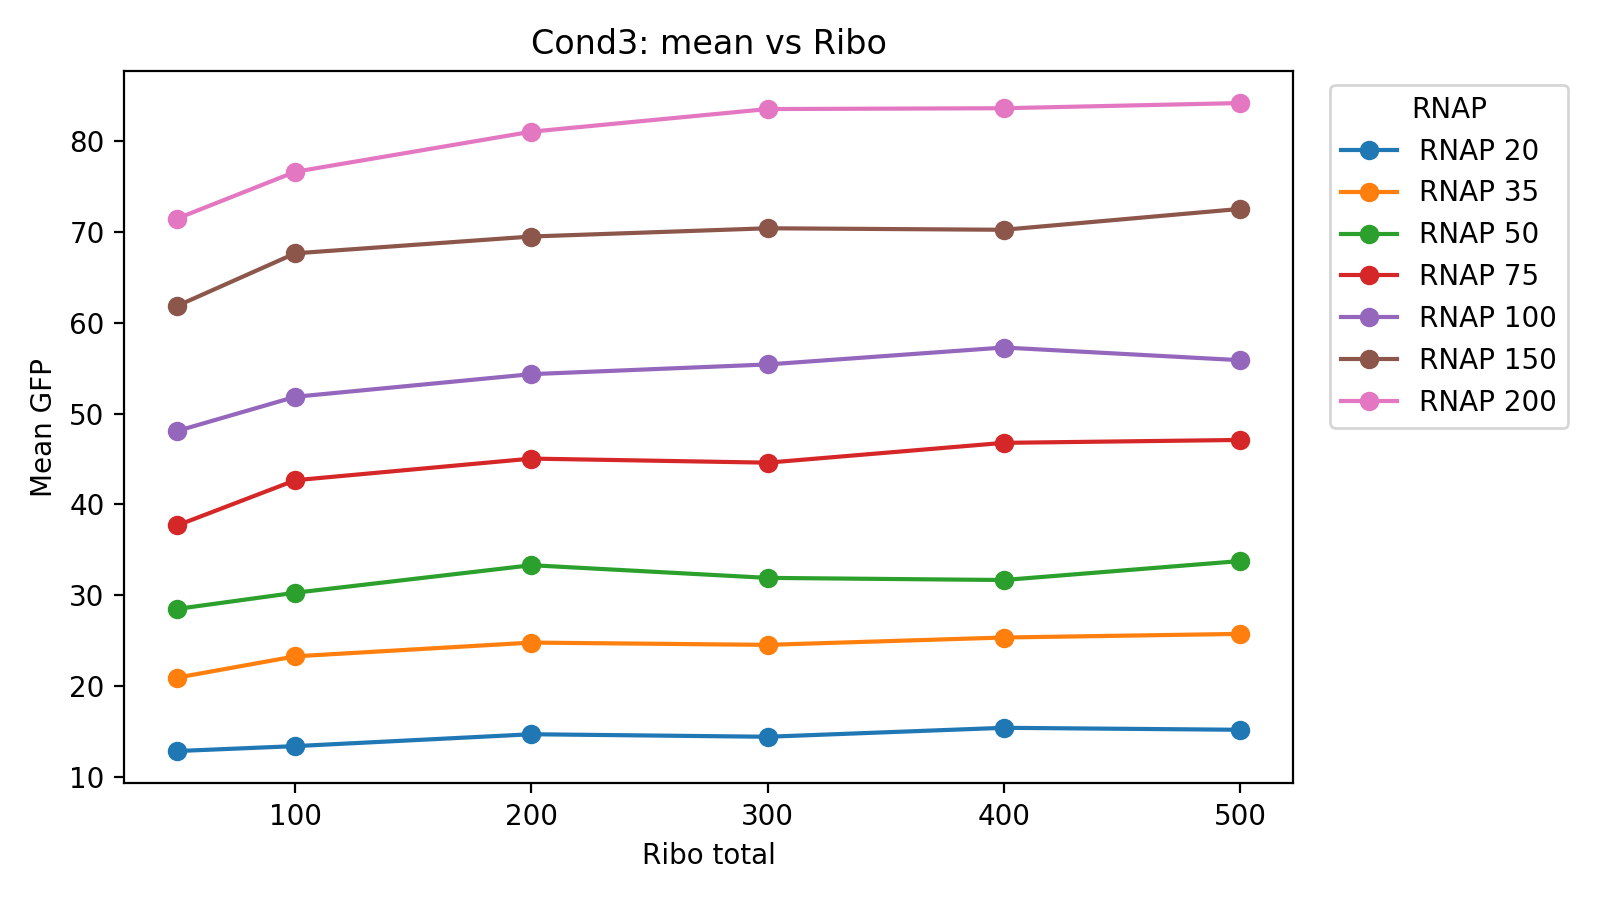 Cond3: mean vs Ribo
Mean GFP
80
70
60
50
40
30
20
10
100 200 300 400 500
Ribo total
RNAP
RNAP 20
RNAP 35
RNAP 50
RNAP 75
RNAP 100
RNAP 150
RNAP 200